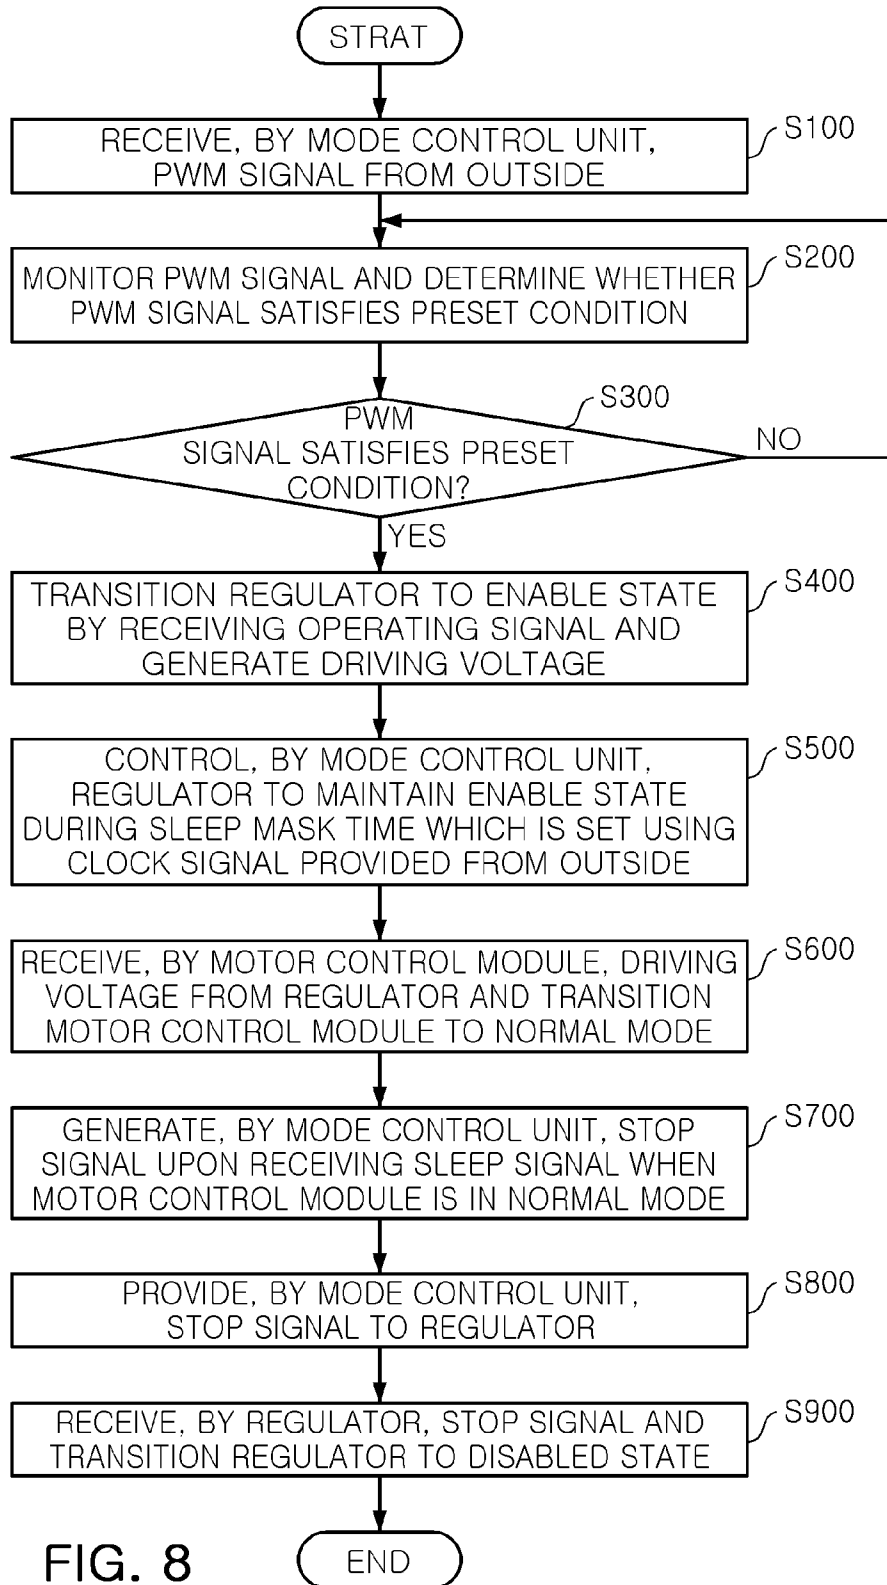 STRAT
RECEIVE, BY MODE CONTROL UNIT,
PWM SIGNAL FROM OUTSIDE
S100
MONITOR PWM SIGNAL AND DETERMINE WHETHER
PWM SIGNAL SATISFIES PRESET CONDITION
S200
PWM
SIGNAL SATISFIES PRESET
CONDITION?
S300
NO
YES
TRANSITION REGULATOR TO ENABLE STATE
BY RECEIVING OPERATING SIGNAL AND
GENERATE DRIVING VOLTAGE
S400
CONTROL, BY MODE CONTROL UNIT,
REGULATOR TO MAINTAIN ENABLE STATE
DURING SLEEP MASK TIME WHICH IS SET USING
CLOCK SIGNAL PROVIDED FROM OUTSIDE
S500
RECEIVE, BY MOTOR CONTROL MODULE, DRIVING
VOLTAGE FROM REGULATOR AND TRANSITION
MOTOR CONTROL MODULE TO NORMAL MODE
S600
GENERATE, BY MODE CONTROL UNIT, STOP
SIGNAL UPON RECEIVING SLEEP SIGNAL WHEN
MOTOR CONTROL MODULE IS IN NORMAL MODE
S700
PROVIDE, BY MODE CONTROL UNIT,
STOP SIGNAL TO REGULATOR
S800
RECEIVE, BY REGULATOR, STOP SIGNAL AND
TRANSITION REGULATOR TO DISABLED STATE
S900
END
FIG. 8